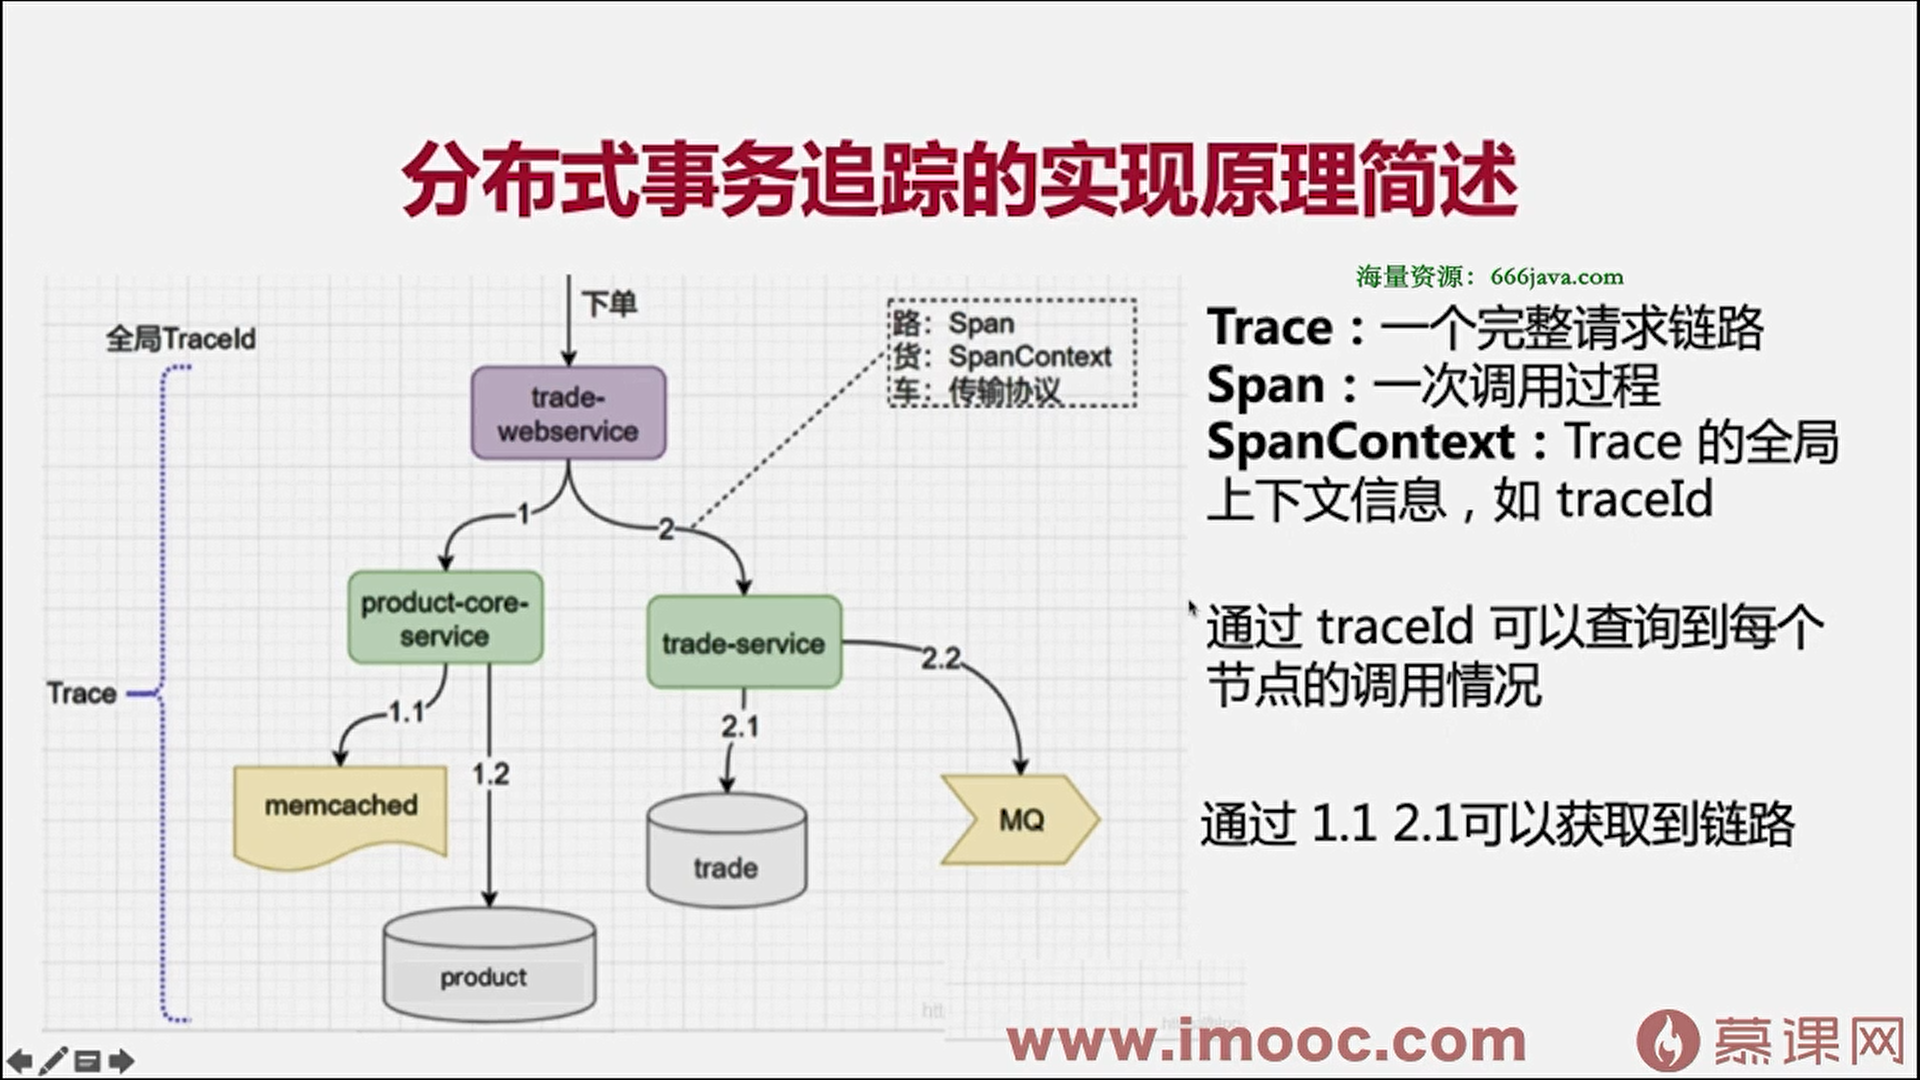 分布式事务追踪的实现原理简述
海量资源：666java.com
下单
全局TraceId
路：Span
货：SpanContext
车：传输协议
trade-
webservice
1
2
product-core-
service
trade-service
2.2
Trace
1.1
2.1
1.2
memcached
MQ
trade
product
Trace：一个完整请求链路
Span：一次调用过程
SpanContext：Trace 的全局
上下文信息，如 traceId
通过 traceId 可以查询到每个
节点的调用情况
通过 1.1 2.1可以获取到链路
www.imooc.com
慕课网